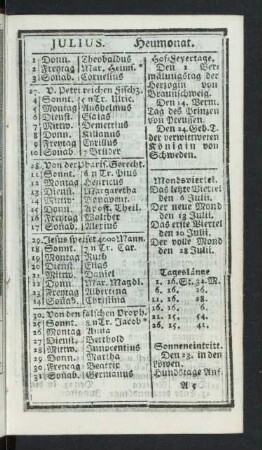 JULIUS. Heumonat.
1 Donn. Theobaldus
2 Freytag Mar. Heims.*
3 Sonab. Cornelius
27. V. Petri reichen Fischz.
4 Sonnt. 5 n Tr. Ulric.
5 Montag Anshelmus
6 Dienst. Esaias
7 Mittw. Demetrius
8 Donn. Kilianus
9 Freytag Cyrillus
10 Sonab. 7 Brüder
28. Von der Pharis. Gerecht.
11 Sonnt. 6 n Tr. Pius
12 Montag Henricus
13 Dienst. Margaretha
14 Mittw. Bonavent.
15 Donn. Apost. Theil.
16 Freytag Walther
17 Sonab. Alexius
29. Jesus speiset 4000 Mann.
18 Sonnt. 7 n Tr. Car.
19 Montag Ruth
20 Dienst. Elias
21 Mittw. Daniel
22 Donn. Mar. Magdl.
23 Freytag Albertina
24 Sonab. Christina
30. Von den falschen Proph.
25 Sonnt. 8 n Tr. Jacob*
26 Montag Anna
27 Dienst. Berthold
28 Mittw. Innocentius
29 Donn. Martha
30 Freytag Beatrix
31 Sonab. Germanus
Hof-Feyertage.
Den 2 Ver-
mälnungstag der
Herzogin von
Braunschweig.
Den 14. Verm.
Tag des Prinzen
von Preussen.
Den 24. Geb. T.
der verwittweten
Königin von
Schweden.
Mondsviertel.
Das letzte Viertel
den 6 Julii.
Der neue Mond
den 13 Julii.
Das erste Viertel
den 20 Julii.
Der volle Mond
den 28 Julii.
Tageslänge
1. 16. St. 34. M.
6. 16. 26.
11. 16. 18.
16. 16. 6.
21. 15. 54.
26. 15. 41.
Sonneneintritt.
Den 23. in den
Löwen.
Hundstage Anf.
A 5